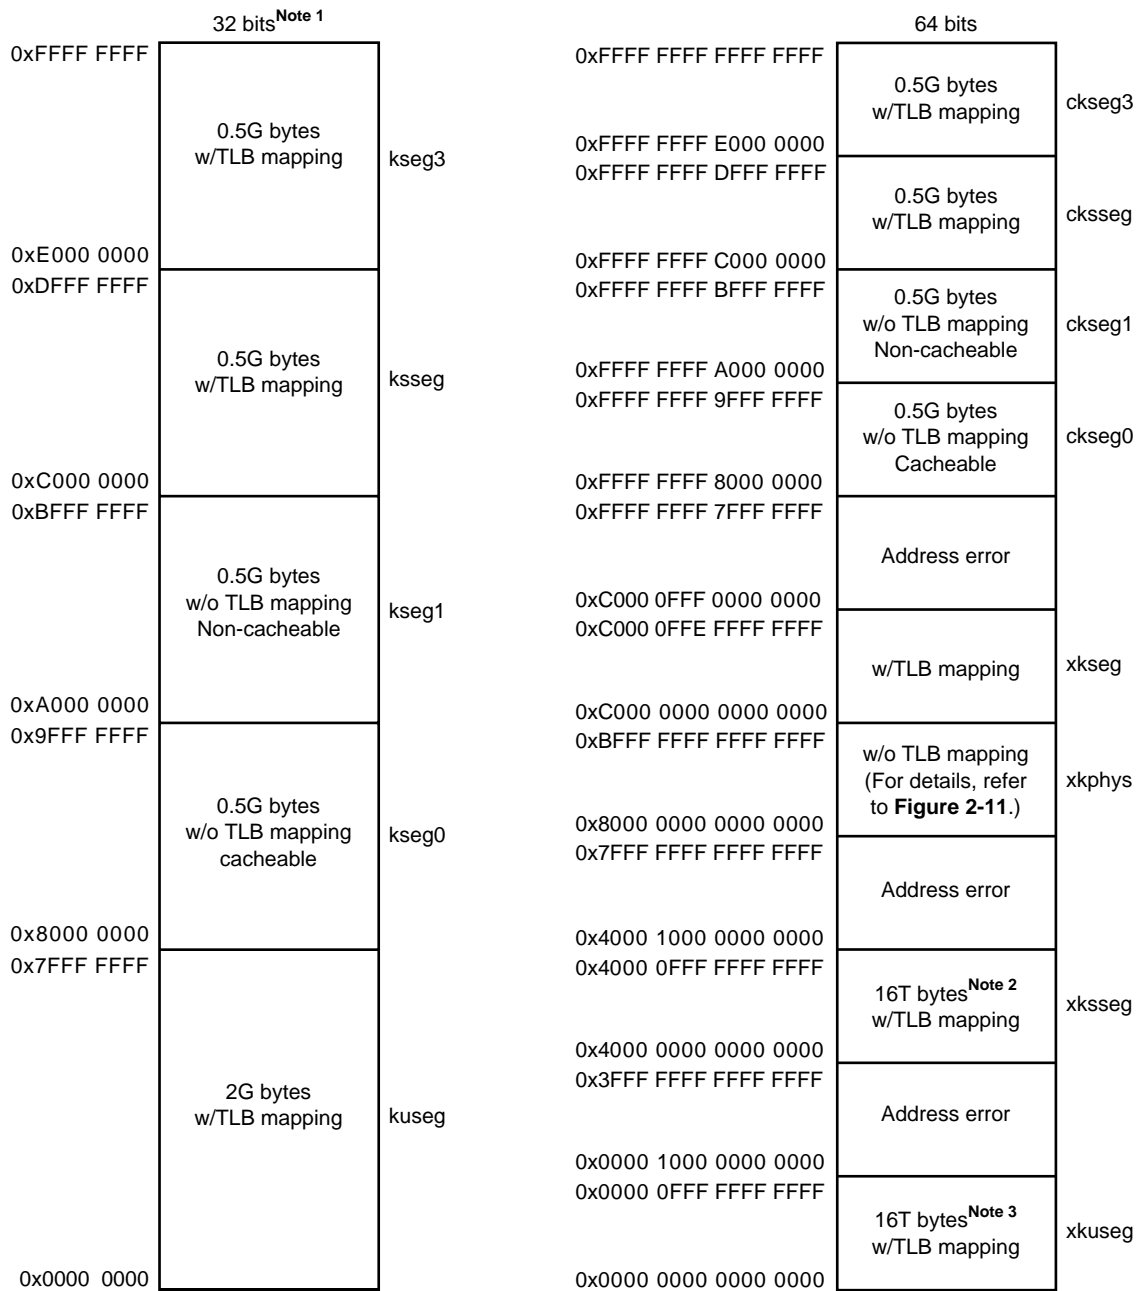 32 bits Note 1
0xFFFF FFFF
0.5G bytes
w/TLB mapping
kseg3
0xE000 0000
0xDFFF FFFF
0.5G bytes
w/TLB mapping
ksseg
0xC000 0000
0xBFFF FFFF
0.5G bytes
w/o TLB mapping
Non-cacheable
kseg1
0xA000 0000
0x9FFF FFFF
0.5G bytes
w/o TLB mapping
cacheable
kseg0
0x8000 0000
0x7FFF FFFF
2G bytes
w/TLB mapping
kuseg
0x0000 0000
64 bits
0xFFFF FFFF FFFF FFFF
0.5G bytes
w/TLB mapping
ckseg3
0xFFFF FFFF E000 0000
0xFFFF FFFF DFFF FFFF
0.5G bytes
w/TLB mapping
cksseg
0xFFFF FFFF C000 0000
0xFFFF FFFF BFFF FFFF
0.5G bytes
w/o TLB mapping
Non-cacheable
ckseg1
0xFFFF FFFF A000 0000
0xFFFF FFFF 9FFF FFFF
0.5G bytes
w/o TLB mapping
Cacheable
ckseg0
0xFFFF FFFF 8000 0000
0xFFFF FFFF 7FFF FFFF
Address error
0xC000 0FFF 0000 0000
0xC000 0FFE FFFF FFFF
w/TLB mapping
xkseg
0xC000 0000 0000 0000
0xBFFF FFFF FFFF FFFF
w/o TLB mapping
(For details, refer
to Figure 2-11.)
xkphys
0x8000 0000 0000 0000
0x7FFF FFFF FFFF FFFF
Address error
0x4000 1000 0000 0000
0x4000 0FFF FFFF FFFF
16T bytes Note 2
w/TLB mapping
xksseg
0x4000 0000 0000 0000
0x3FFF FFFF FFFF FFFF
Address error
0x0000 1000 0000 0000
0x0000 0FFF FFFF FFFF
16T bytes Note 3
w/TLB mapping
xkuseg
0x0000 0000 0000 0000